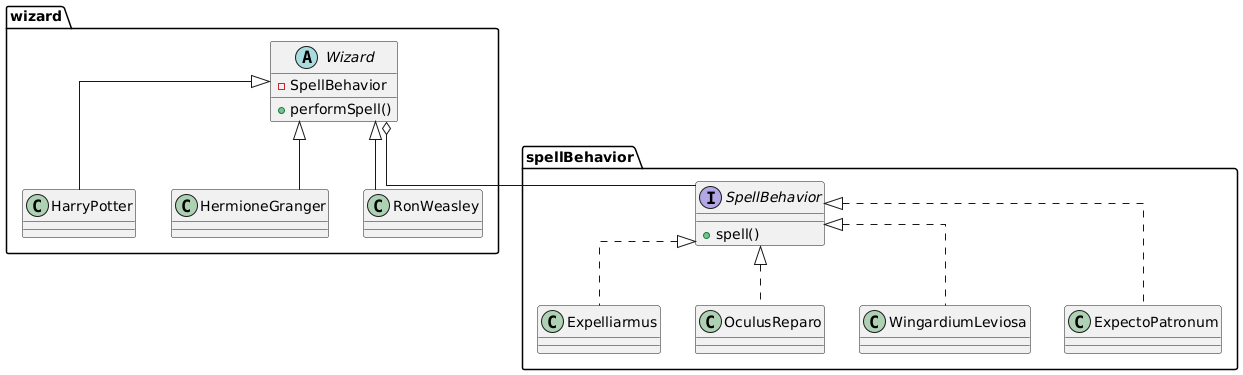 wizard
A Wizard
SpellBehavior
performSpell()
C HarryPotter
C HermioneGranger
C RonWeasley
spellBehavior
I SpellBehavior
spell()
C Expelliarmus
C OculusReparo
C WingardiumLeviosa
C ExpectoPatronum